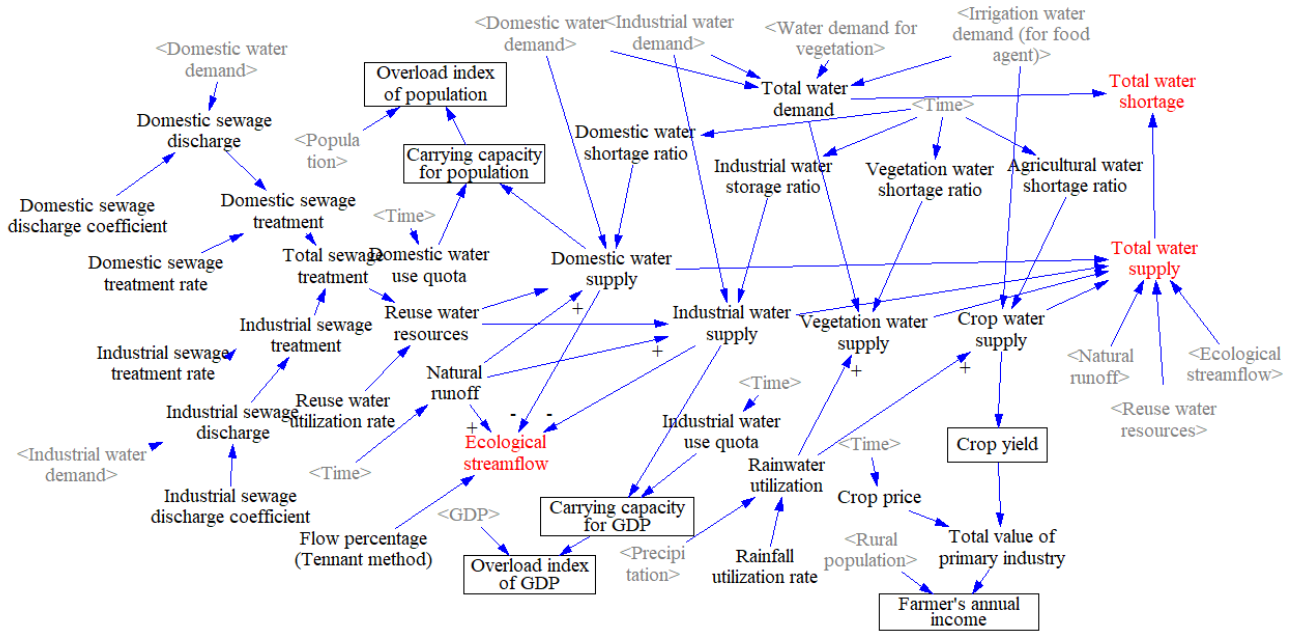 <Domestic water
demand>
<Industrial water
demand>
<Water demand for
vegetation>
<Irrigation water
demand (for food
agent)>
<Domestic water
demand>
Overload index
of population
Total water
demand
Total water
shortage
<Time>
Domestic sewage
discharge
<Popula
tion>
Domestic water
shortage ratio
Carrying capacity
for population
Industrial water
storage ratio
Vegetation water
shortage ratio
Agricultural water
shortage ratio
Domestic sewage
discharge coefficient
Domestic sewage
treatment
<Time>
Domestic sewage
treatment rate
Total sewage
treatment
Domestic water
use quota
Domestic water
supply
Total water
supply
+
Industrial sewage
treatment
Reuse water
resources
Industrial water
supply
Vegetation water
supply
Crop water
supply
+
+
+
Industrial sewage
treatment rate
Natural
runoff
<Natural
runoff>
<Ecological
streamflow>
<Time>
Reuse water
utilization rate
Industrial sewage
discharge
-
-
+
<Reuse water
resources>
Industrial water
use quota
<Industrial water
demand>
Ecological
streamflow
<Time>
<Time>
Crop yield
Rainwater
utilization
Industrial sewage
discharge coefficient
Crop price
Carrying capacity
for GDP
<GDP>
Flow percentage
(Tennant method)
<Precipi
tation>
Rainfall
utilization rate
<Rural
population>
Total value of
primary industry
Overload index
of GDP
Farmer's annual
income